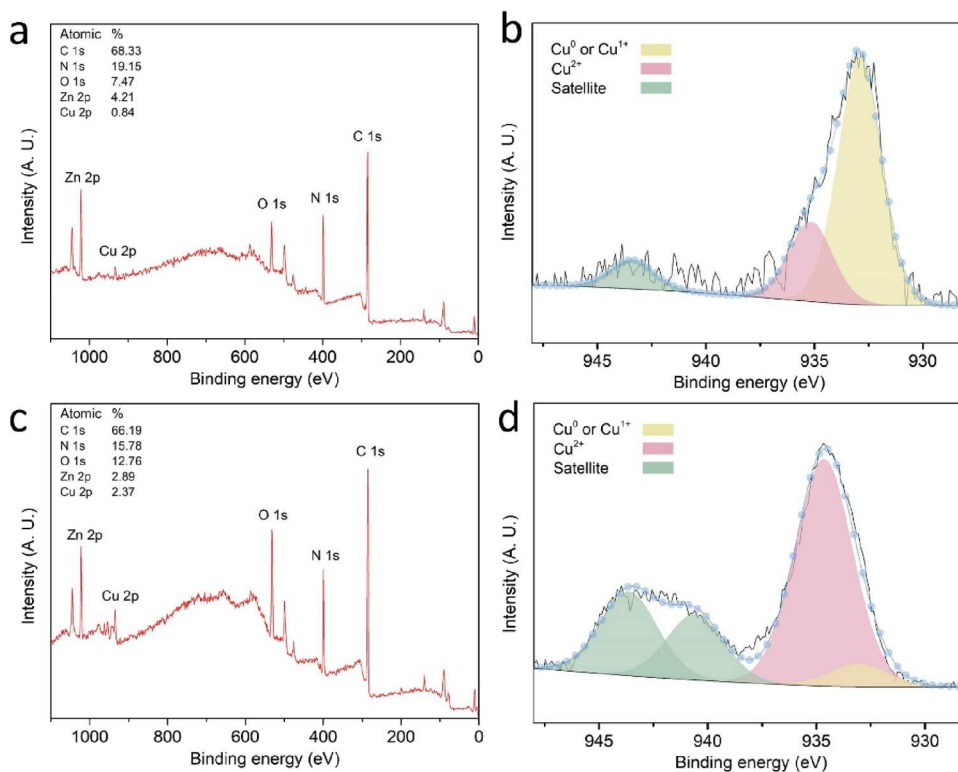 a
Atomic %
C 1s 68.33
N 1s 19.15
O 1s 7.47
Zn 2p 4.21
Cu 2p 0.84
Zn 2p
Cu 2p
O 1s
N 1s
C 1s
Intensity (A. U.)
1000 800 600 400 200 0
Binding energy (eV)
b
Cu⁰ or Cu¹⁺
Cu²⁺
Satellite
Intensity (A. U.)
945 940 935 930
Binding energy (eV)
c
Atomic %
C 1s 66.19
N 1s 15.78
O 1s 12.76
Zn 2p 2.89
Cu 2p 2.37
Zn 2p
Cu 2p
O 1s
N 1s
C 1s
Intensity (A. U.)
1000 800 600 400 200 0
Binding energy (eV)
d
Cu⁰ or Cu¹⁺
Cu²⁺
Satellite
Intensity (A. U.)
945 940 935 930
Binding energy (eV)